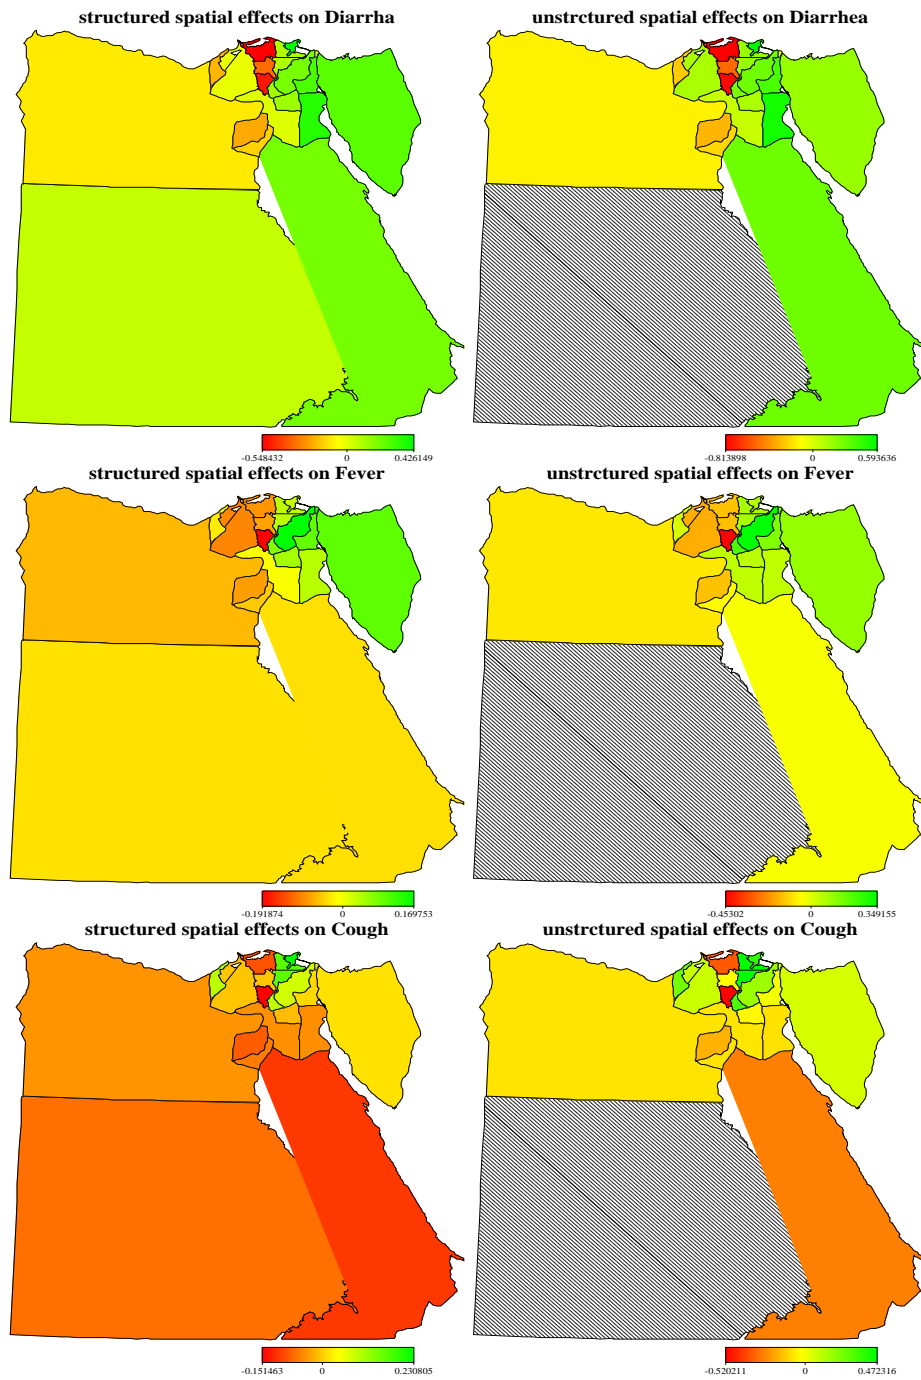 structured spatial effects on Diarrha
unstrctured spatial effects on Diarrhea
-0.548432 0 0.426149
-0.813898 0 0.593636
structured spatial effects on Fever
unstrctured spatial effects on Fever
-0.191874 0 0.169753
-0.45302 0 0.349155
structured spatial effects on Cough
unstrctured spatial effects on Cough
-0.151463 0 0.230805
-0.520211 0 0.472316